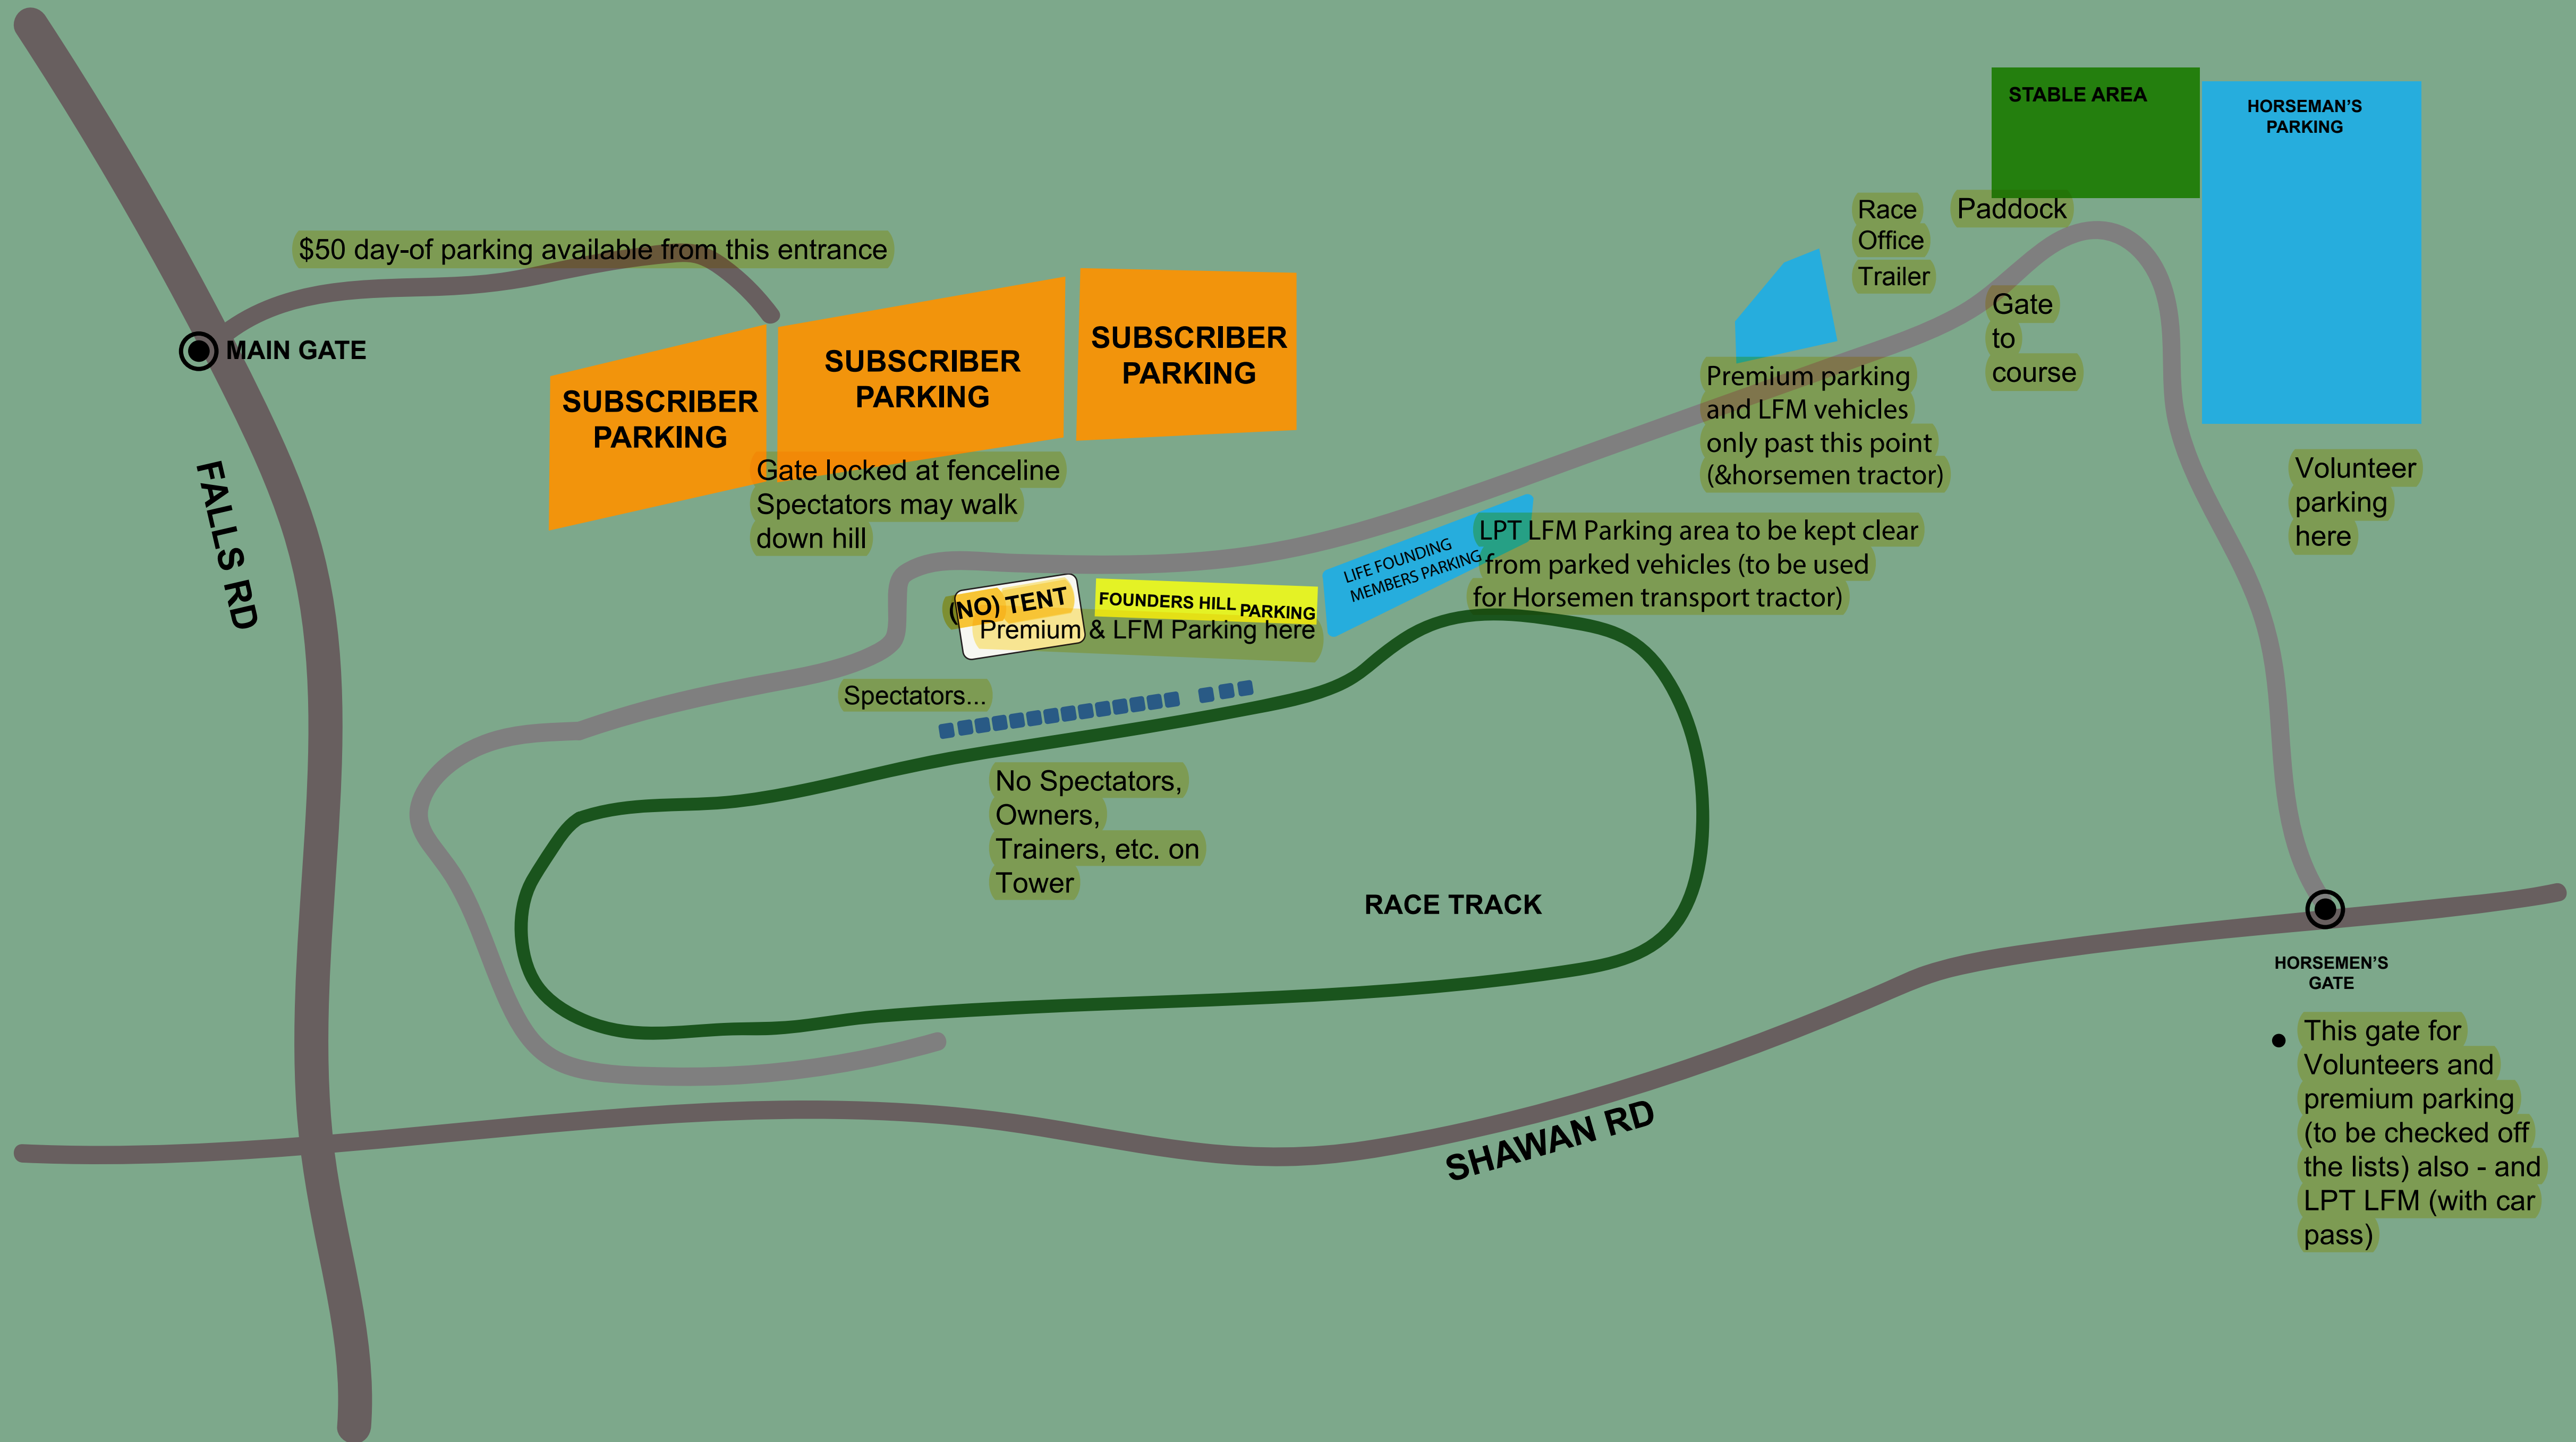 STABLE AREA
HORSEMAN'S
PARKING
Race
Office
Trailer
Paddock
$50 day-of parking available from this entrance
MAIN GATE
SUBSCRIBER
PARKING
SUBSCRIBER
PARKING
SUBSCRIBER
PARKING
Gate
to
course
Premium parking
and LFM vehicles
only past this point
(&horsemen tractor)
Gate locked at fenceline
Spectators may walk
down hill
Volunteer
parking
here
FALLS RD
LIFE FOUNDING
MEMBERS PARKING
LPT LFM Parking area to be kept clear
from parked vehicles (to be used
for Horsemen transport tractor)
(NO) TENT
FOUNDERS HILL PARKING
Premium & LFM Parking here
Spectators...
No Spectators,
Owners,
Trainers, etc. on
Tower
RACE TRACK
HORSEMEN'S
GATE
SHAWAN RD
• This gate for
Volunteers and
premium parking
(to be checked off
the lists) also - and
LPT LFM (with car
pass)